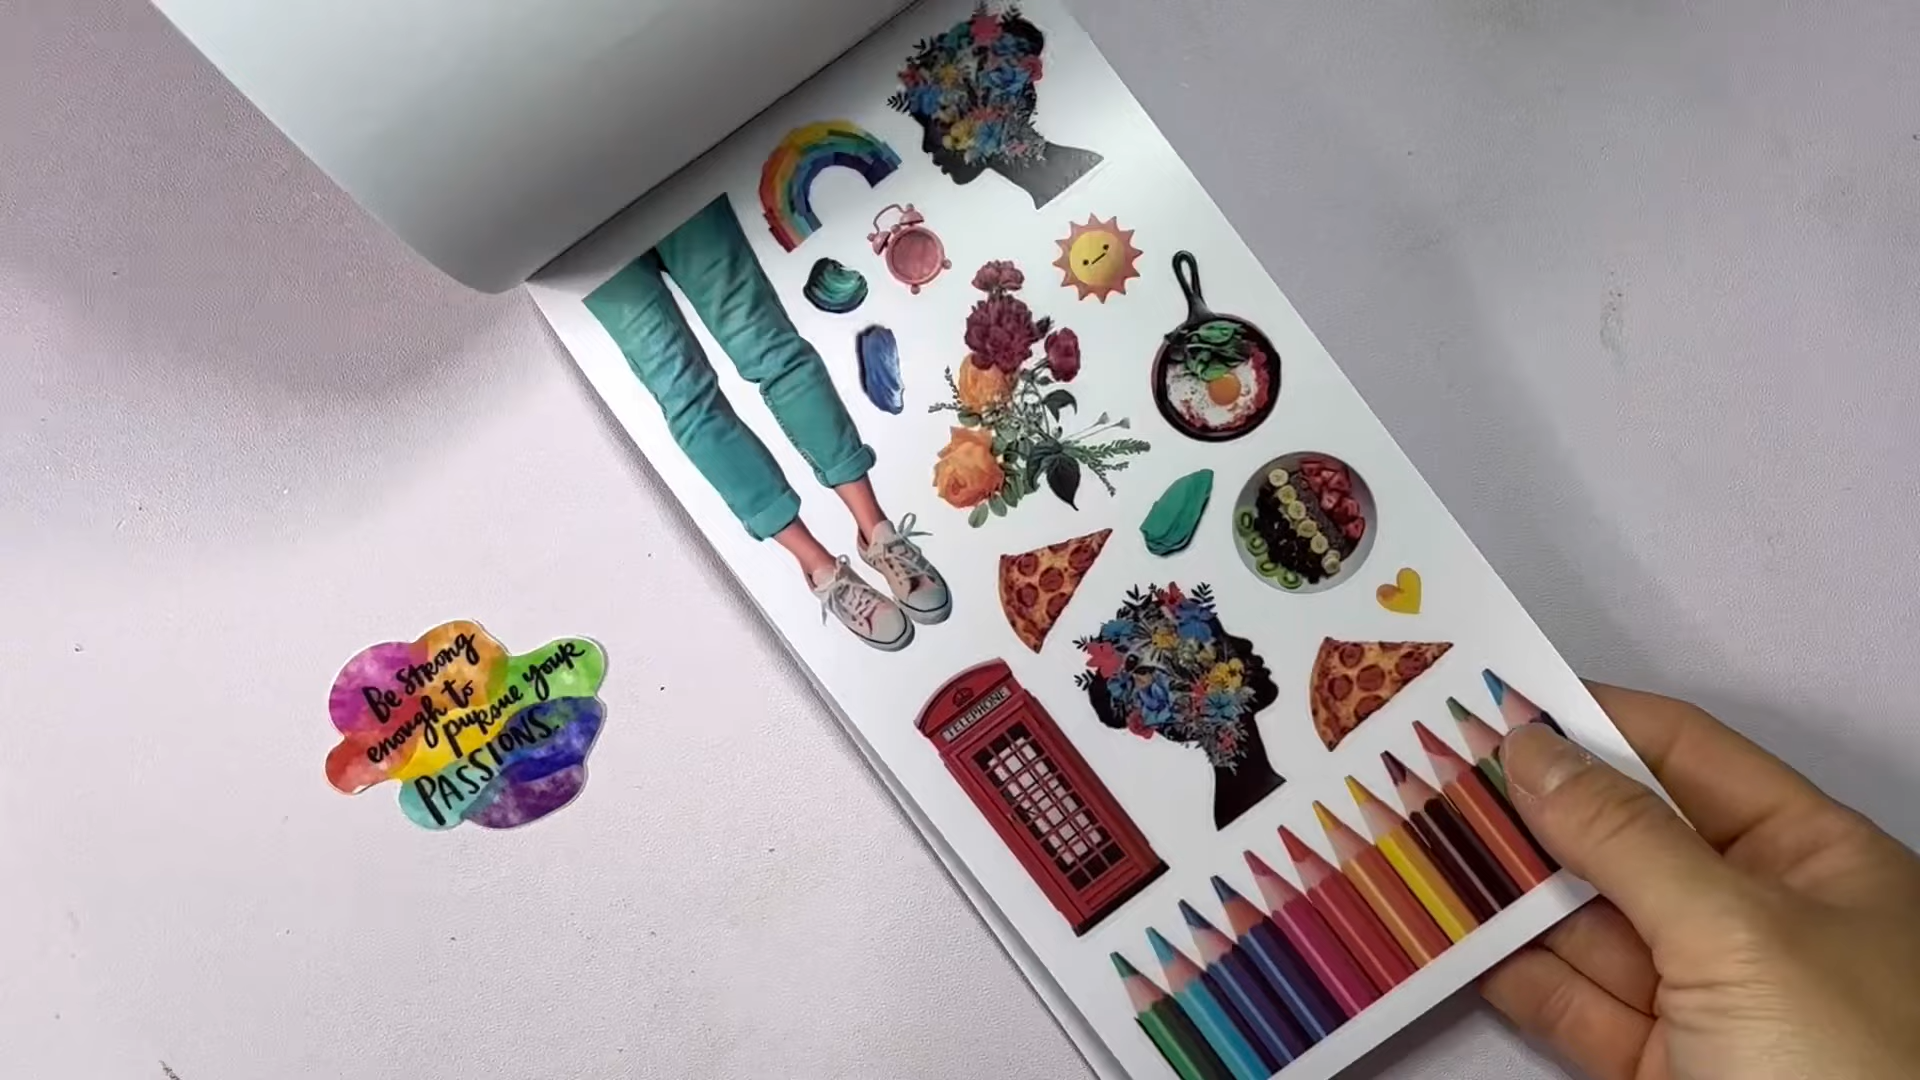 Be strong
enough to
pursue your
PASSIONS.
TELEPHONE